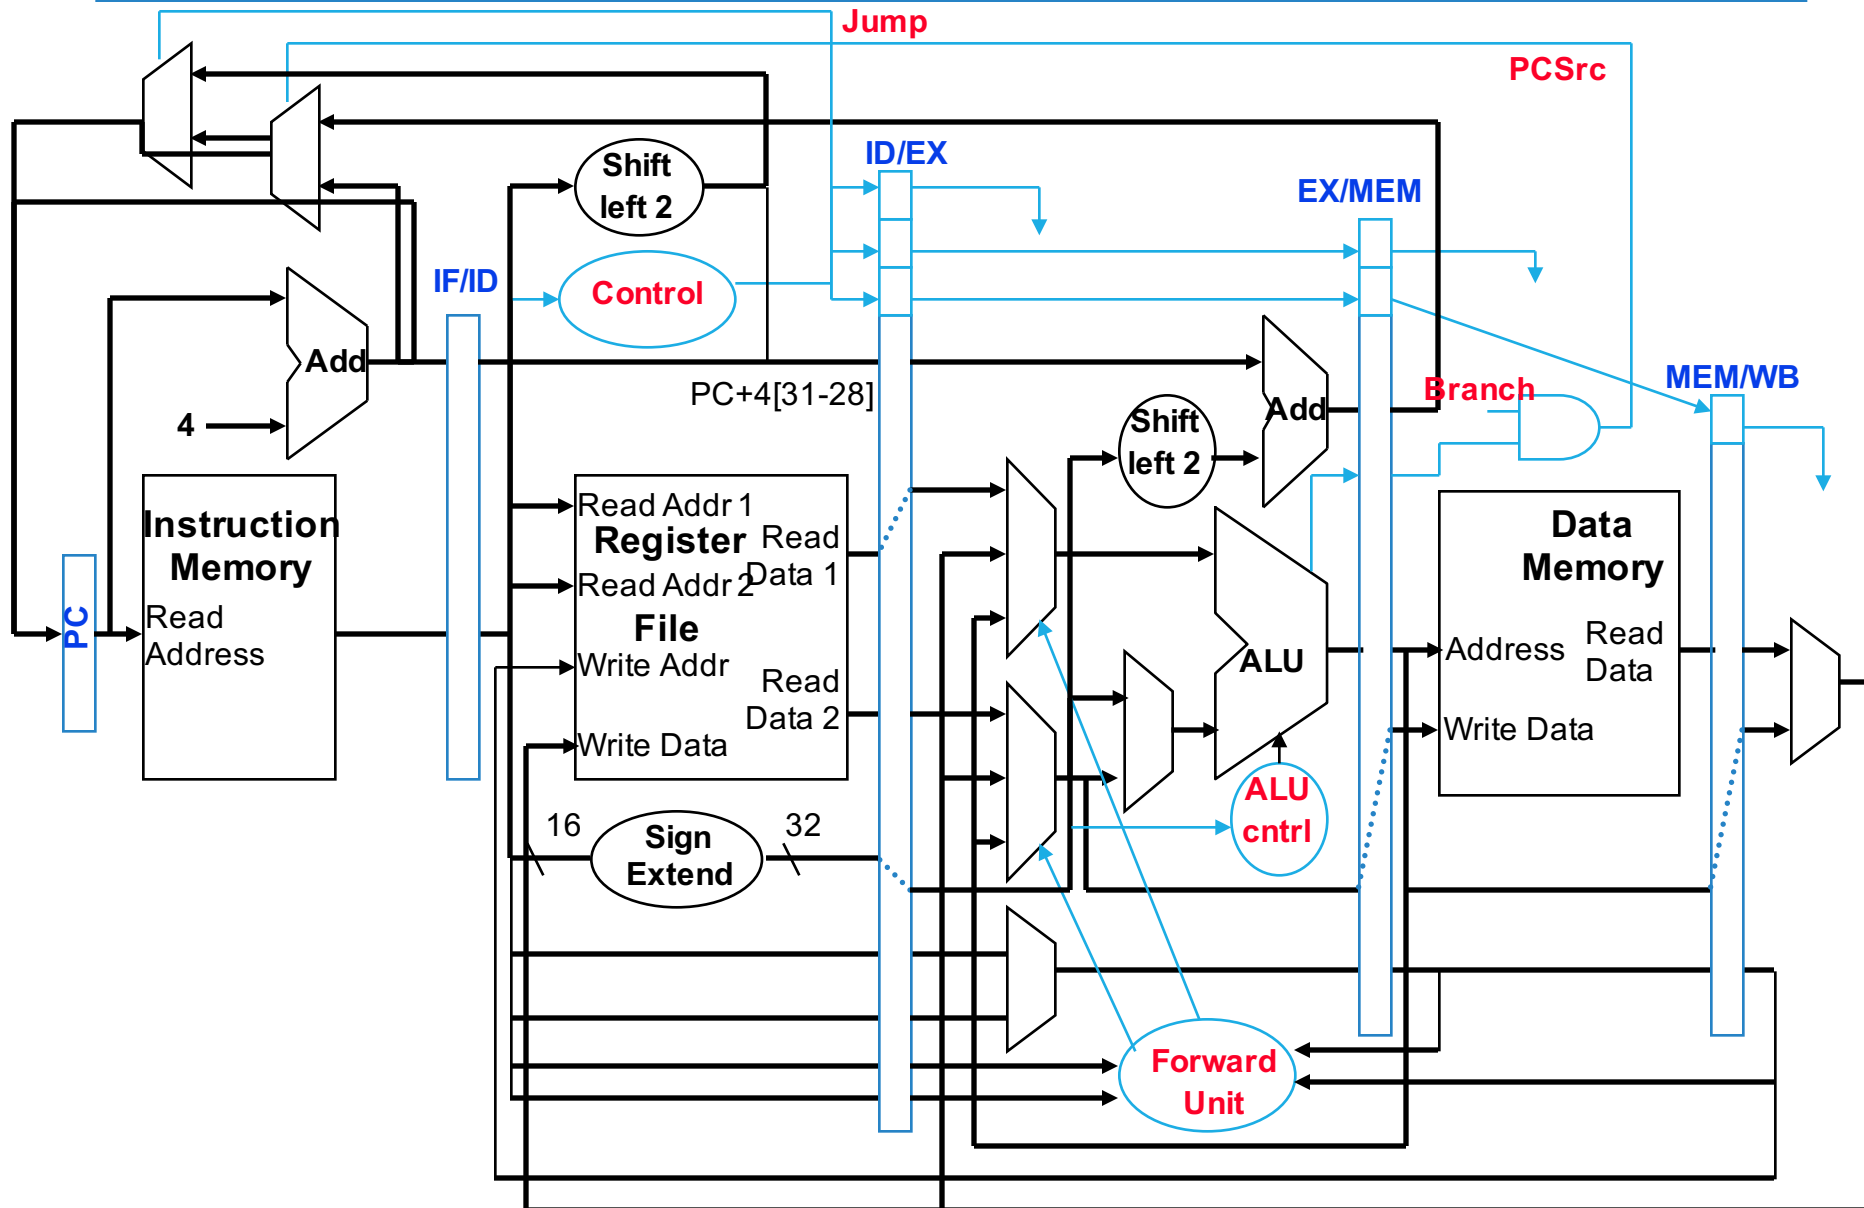 Jump
PCSrc
Shift
left 2
ID/EX
EX/MEM
IF/ID
Control
Add
PC+4[31-28]
4
Branch
MEM/WB
Shift
left 2
Add
Instruction
Memory
Read
Address
PC
Read Addr 1
Register
Read
Data 1
Read Addr 2
File
Write Addr
Read
Data 2
Write Data
ALU
Data
Memory
Address
Read
Data
Write Data
ALU
cntrl
16
Sign
Extend
32
Forward
Unit